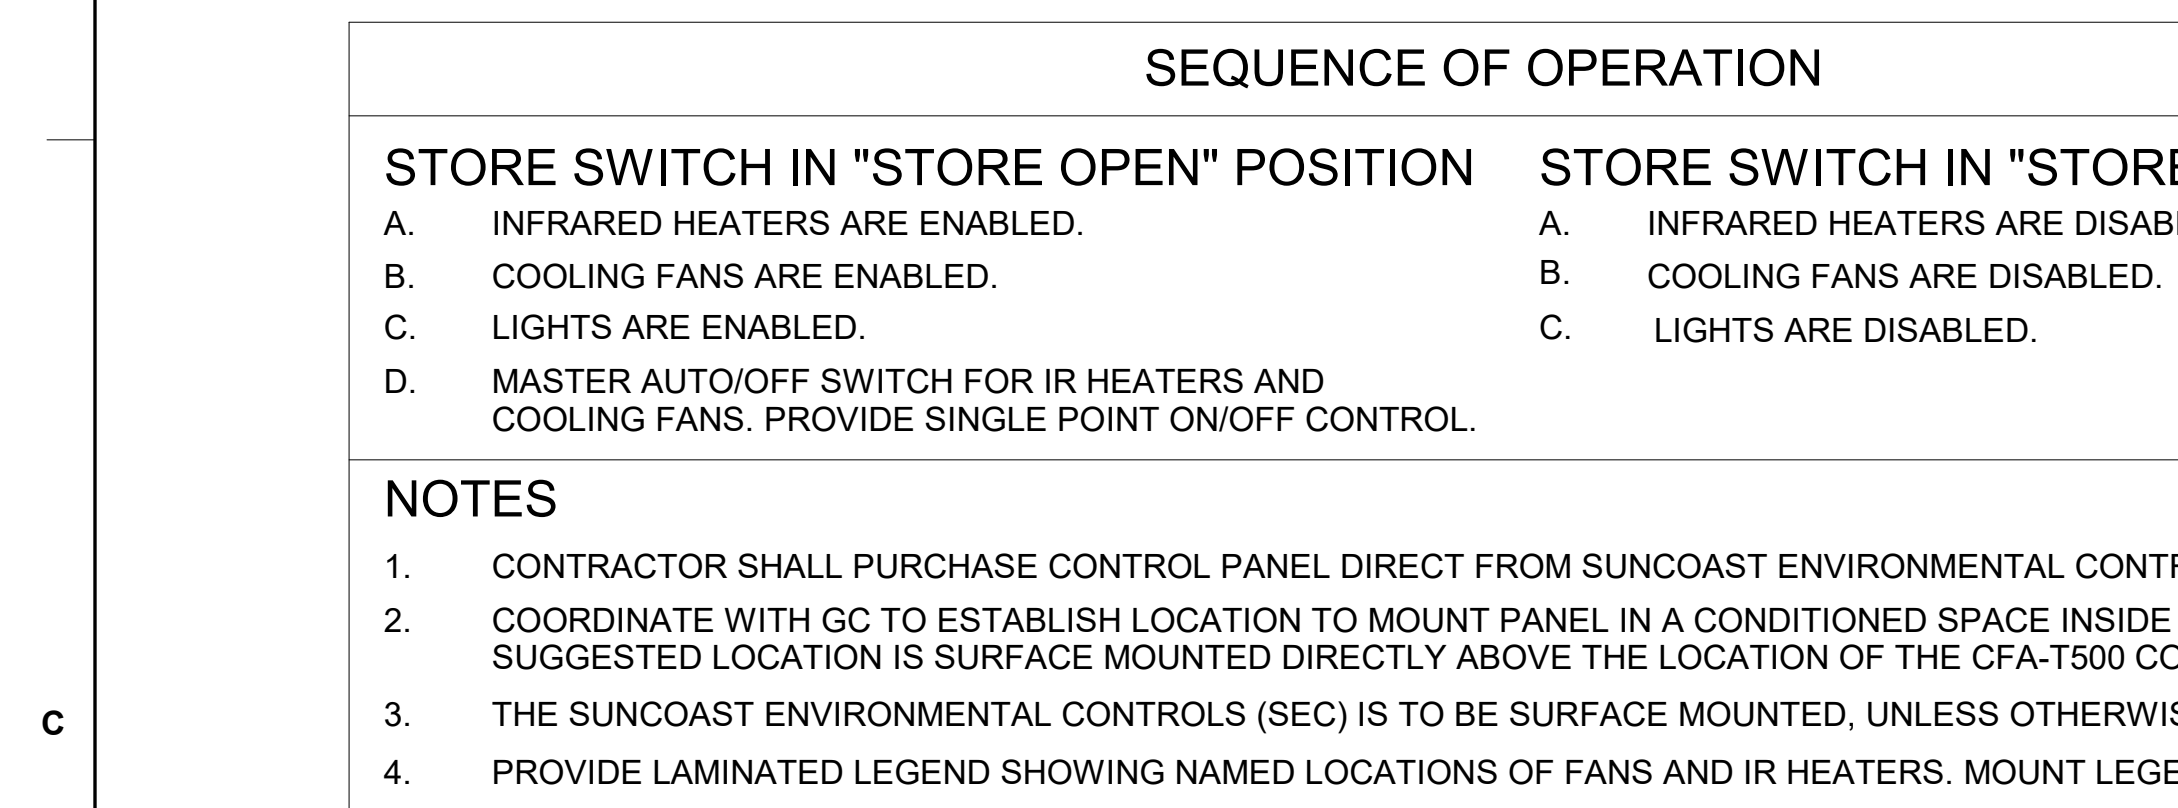 SEQUENCE OF OPERATION
STORE SWITCH IN "STORE OPEN" POSITION
A. INFRARED HEATERS ARE ENABLED.
B. COOLING FANS ARE ENABLED.
C. LIGHTS ARE ENABLED.
D. MASTER AUTO/OFF SWITCH FOR IR HEATERS AND
COOLING FANS. PROVIDE SINGLE POINT ON/OFF CONTROL.
STORE SWITCH IN "STORE
A. INFRARED HEATERS ARE
B. COOLING FANS ARE DISABLED.
C. LIGHTS ARE DISABLED.
NOTES
1. CONTRACTOR SHALL PURCHASE CONTROL PANEL DIRECT FROM SUNCOAST ENVIRONMENTAL
2. COORDINATE WITH GC TO ESTABLISH LOCATION TO MOUNT PANEL IN A CONDITIONED SPACE INSIDE
SUGGESTED LOCATION IS SURFACE MOUNTED DIRECTLY ABOVE THE LOCATION OF THE CFA-T500
3. THE SUNCOAST ENVIRONMENTAL CONTROLS (SEC) IS TO BE SURFACE MOUNTED, UNLESS
4. PROVIDE LAMINATED LEGEND SHOWING NAMED LOCATIONS OF FANS AND IR HEATERS. MOUNT
C